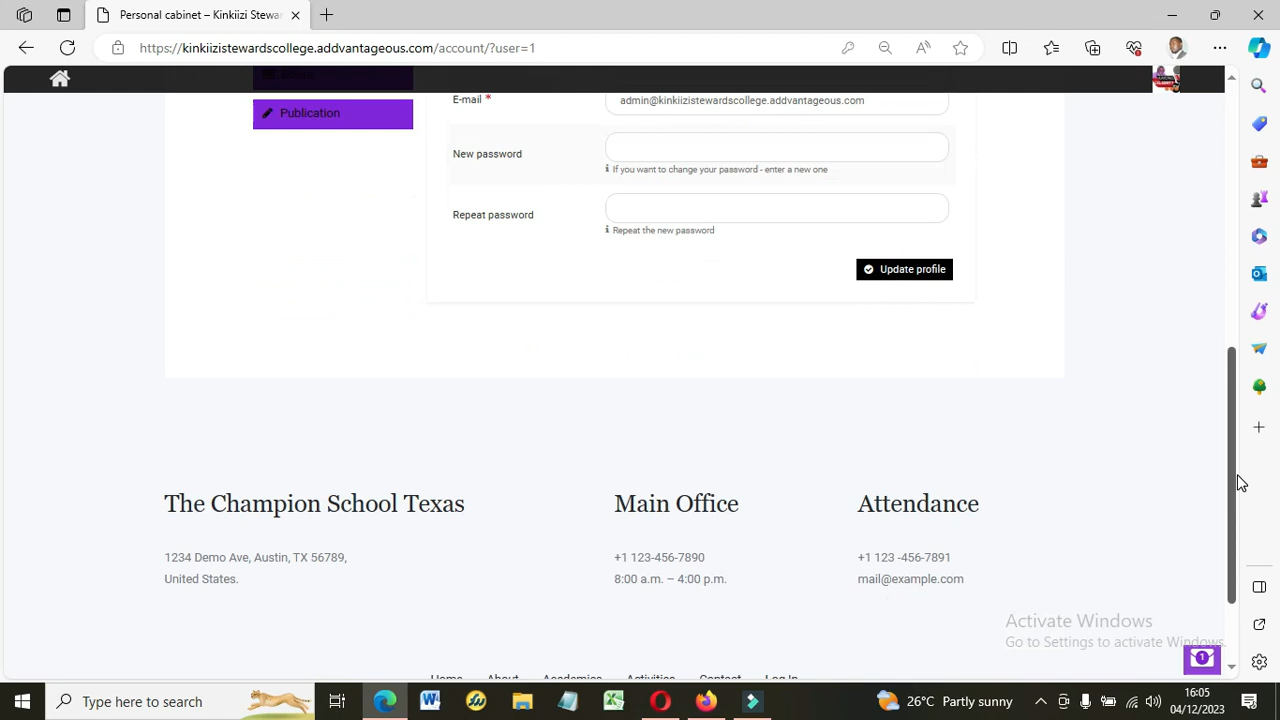 Personal cabinet – Kinkiizi Stewa
https://kinkiizistewardscollege.addvantageous.com/account/?user=1
E-mail *
admin@kinkiizistewardscollege.addvantageous.com
Publication
New password
If you want to change your password - enter a new one
Repeat password
Repeat the new password
Update profile
The Champion School Texas
Main Office
Attendance
1234 Demo Ave, Austin, TX 56789,
+1 123-456-7890
+1 123 -456-7891
United States.
8:00 a.m. – 4:00 p.m.
mail@example.com
Activate Windows
Go to Settings to activate Windows.
1
Home About Academics Activities Contact Log In
Type here to search
26°C Partly sunny
16:05
04/12/2023